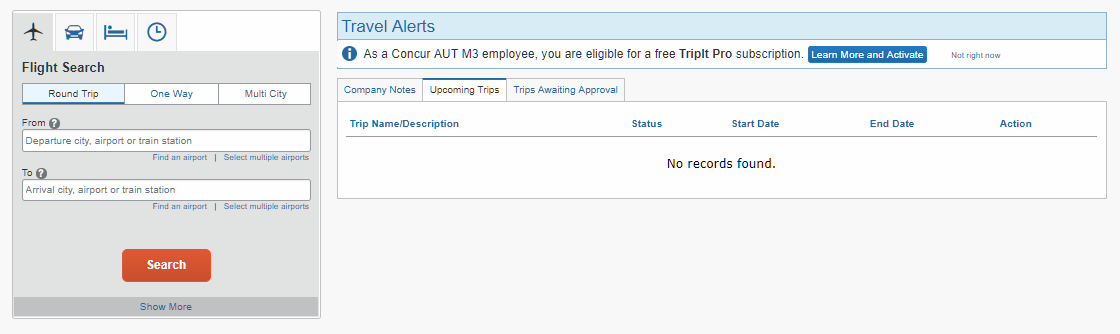 Flight Search
Round Trip One Way Multi City
From ?
Departure city, airport or train station
Find an airport | Select multiple airports
To ?
Arrival city, airport or train station
Find an airport | Select multiple airports
Search
Show More
Travel Alerts
i As a Concur AUT M3 employee, you are eligible for a free TripIt Pro subscription. Learn More and Activate Not right now
Company Notes Upcoming Trips Trips Awaiting Approval
Trip Name/Description Status Start Date End Date Action
No records found.